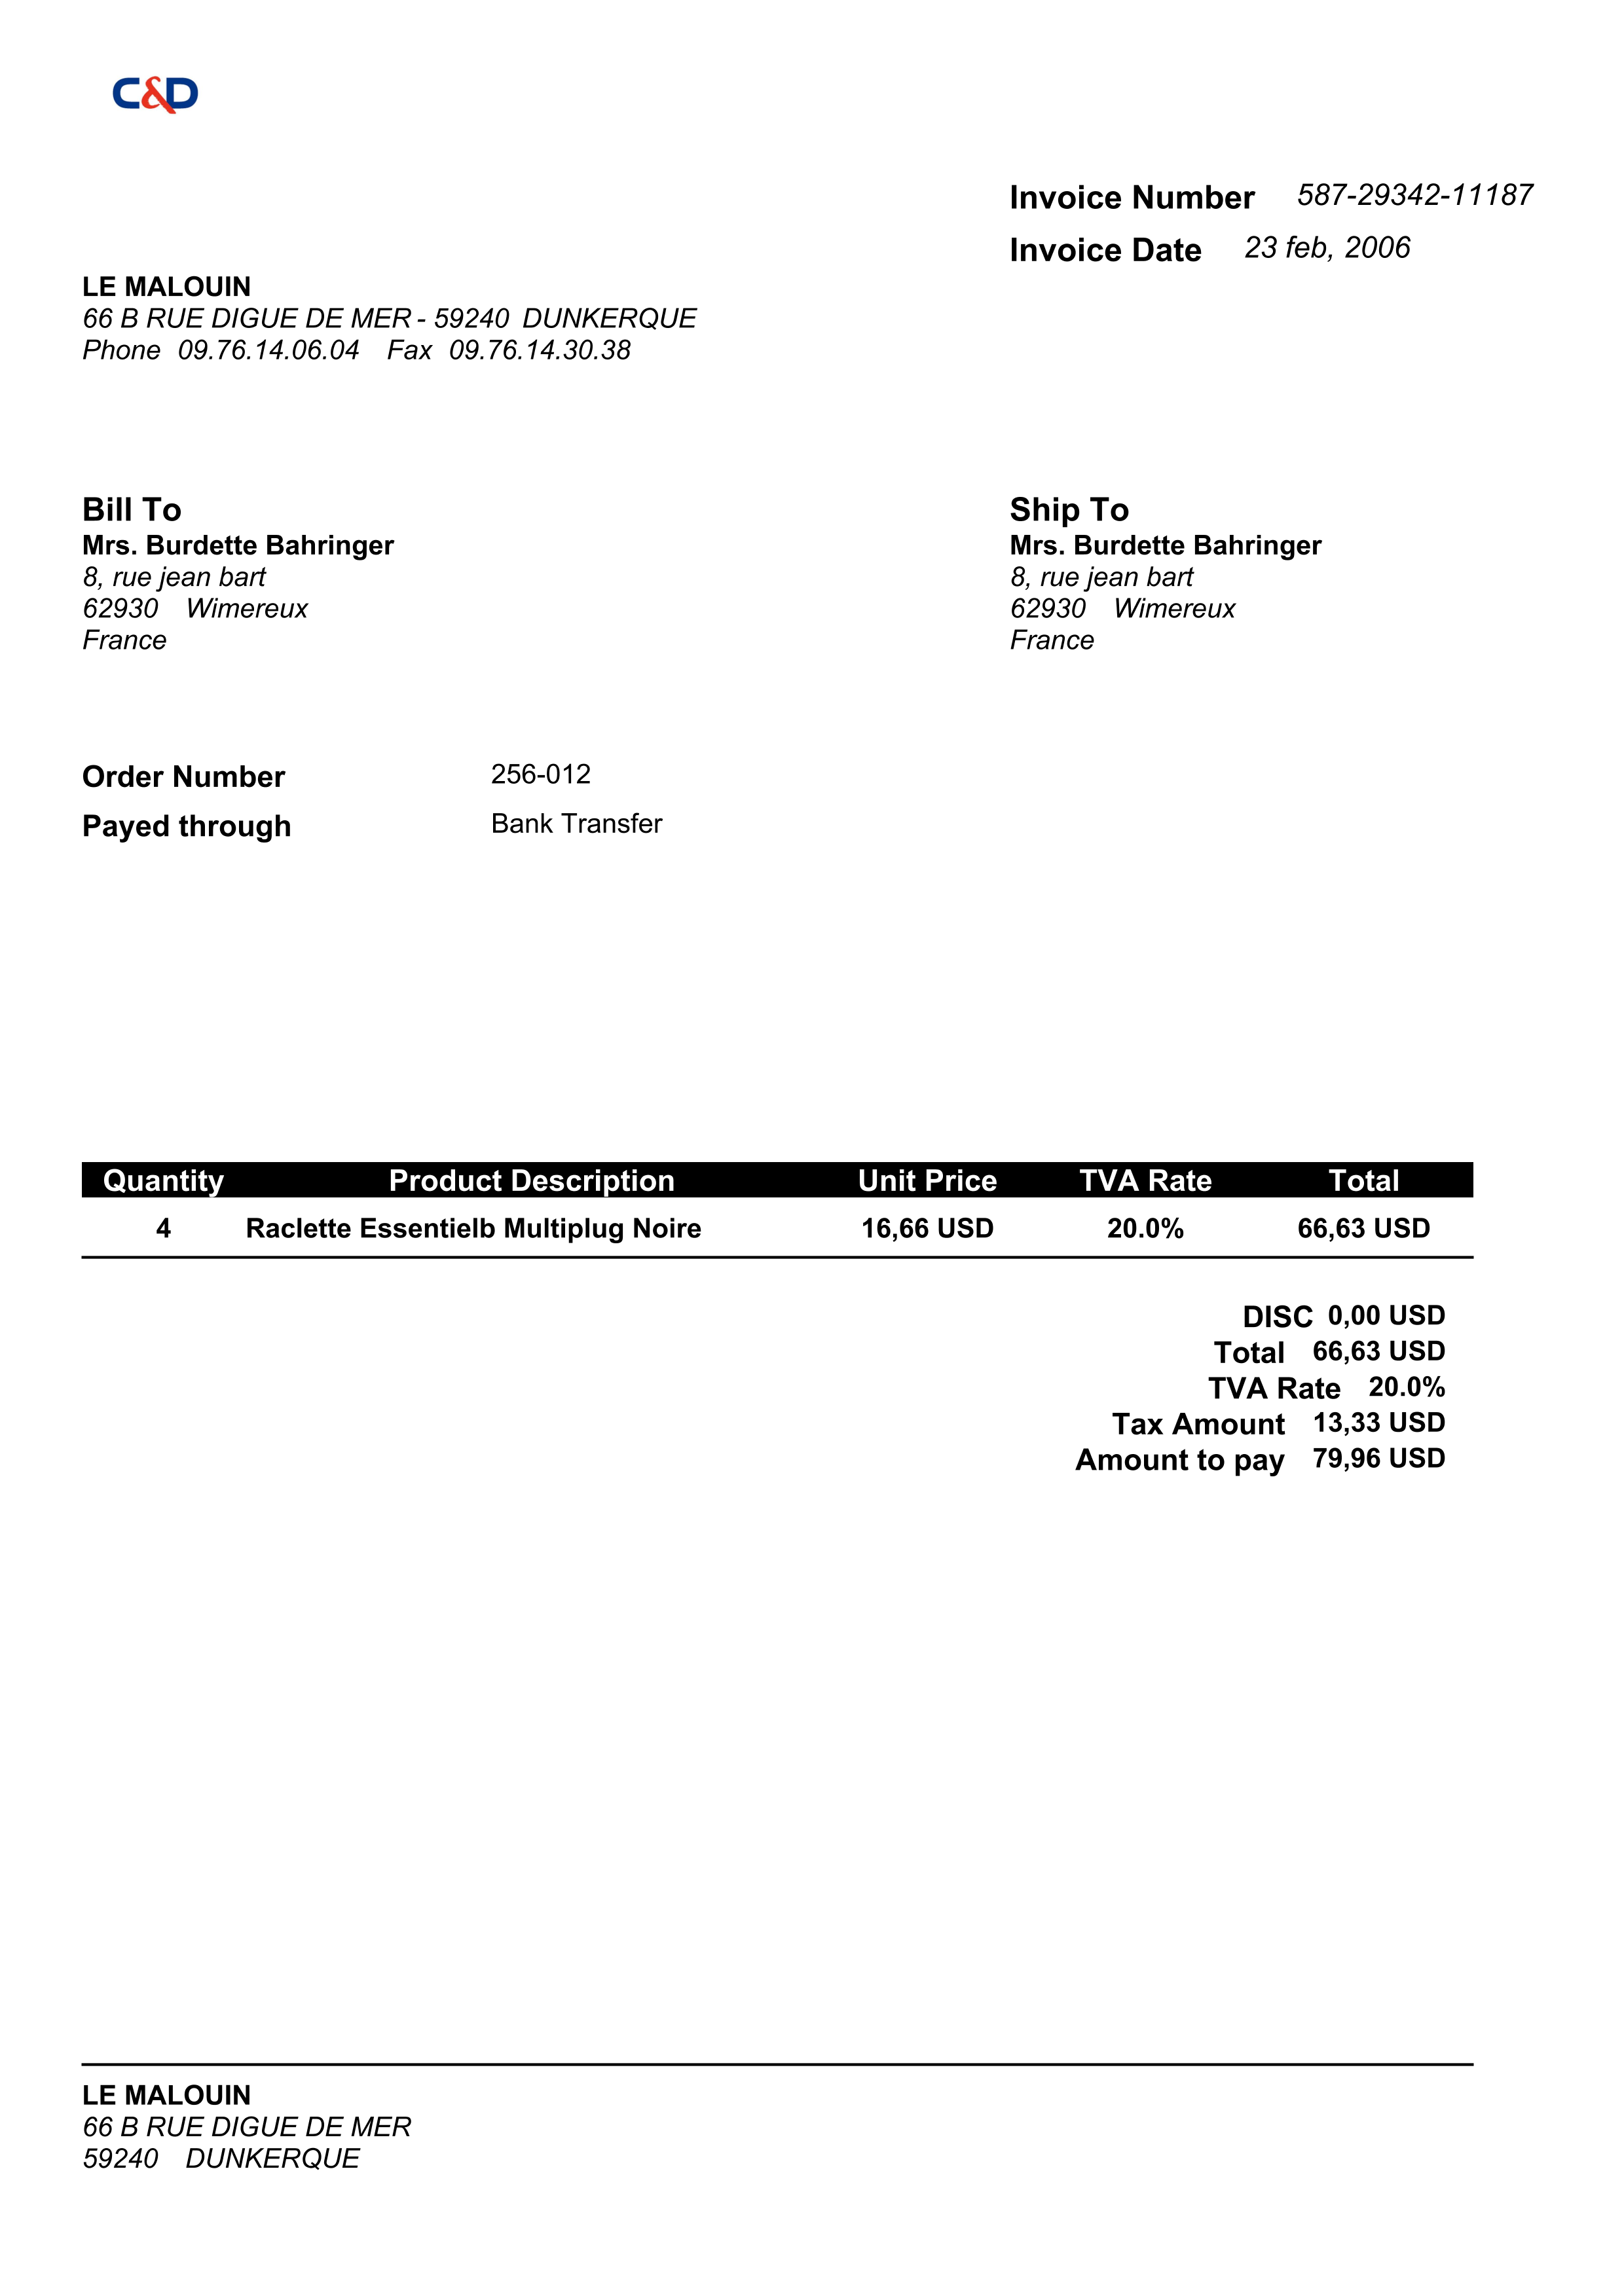 C&D
Invoice Number 587-29342-11187
Invoice Date 23 feb, 2006
LE MALOUIN
66 B RUE DIGUE DE MER - 59240 DUNKERQUE
Phone 09.76.14.06.04 Fax 09.76.14.30.38
Bill To
Mrs. Burdette Bahringer
8, rue jean bart
62930 Wimereux
France
Ship To
Mrs. Burdette Bahringer
8, rue jean bart
62930 Wimereux
France
Order Number 256-012
Payed through Bank Transfer
Quantity Product Description Unit Price TVA Rate Total
4 Raclette Essentielb Multiplug Noire 16,66 USD 20.0% 66,63 USD
DISC 0,00 USD
Total 66,63 USD
TVA Rate 20.0%
Tax Amount 13,33 USD
Amount to pay 79,96 USD
LE MALOUIN
66 B RUE DIGUE DE MER
59240 DUNKERQUE